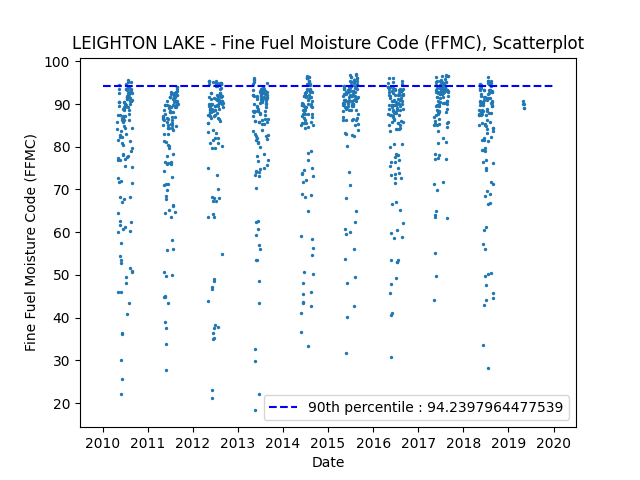 LEIGHTON LAKE - Fine Fuel Moisture Code (FFMC), Scatterplot
Fine Fuel Moisture Code (FFMC)
100
90
80
70
60
50
40
30
20
90th percentile : 94.2397964477539
2010 2011 2012 2013 2014 2015 2016 2017 2018 2019 2020
Date